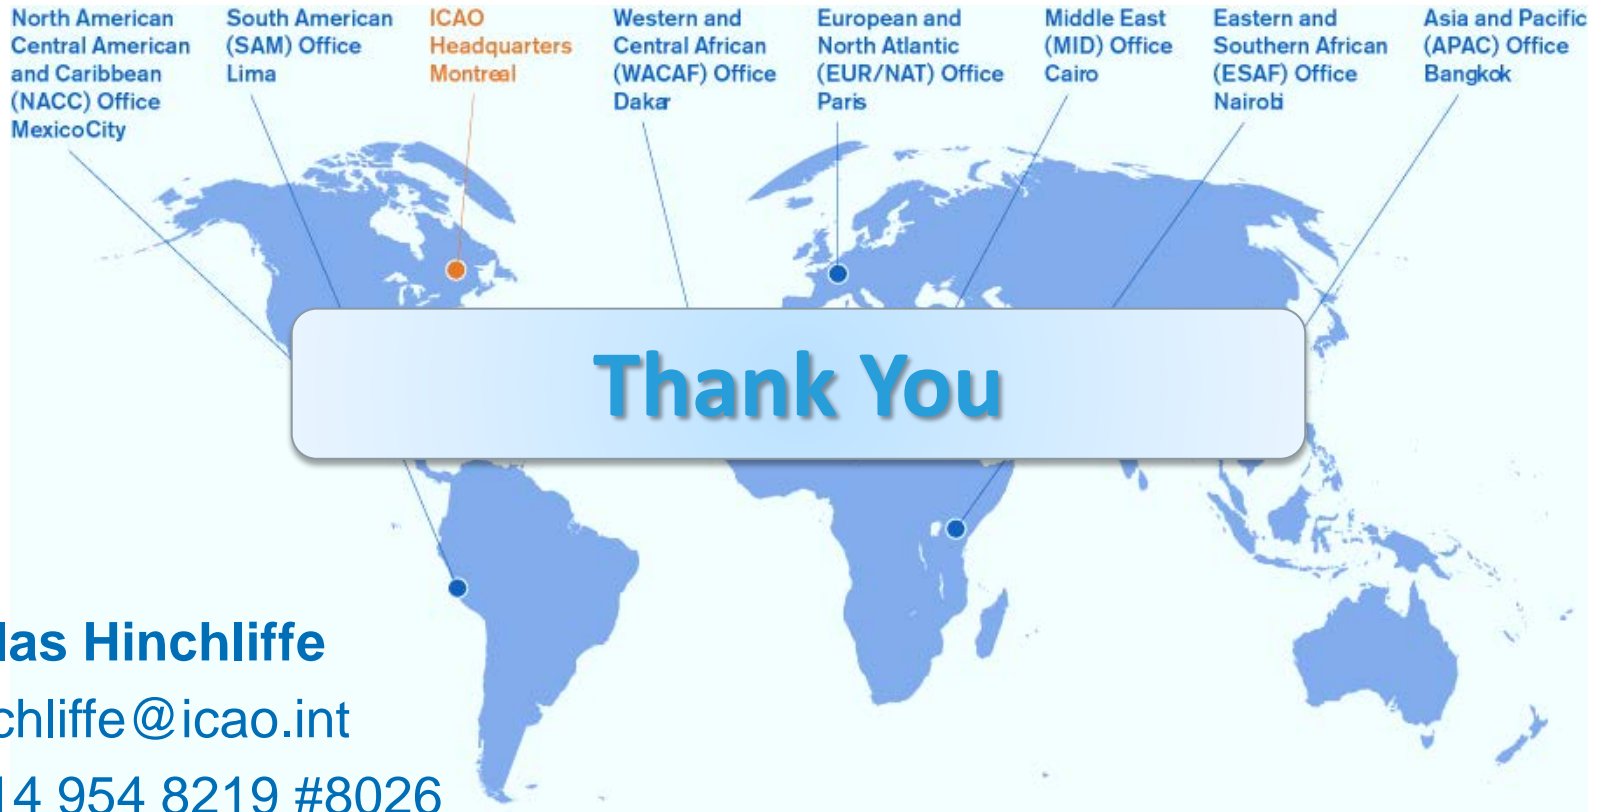 North American
Central American
and Caribbean
(NACC) Office
MexicoCity
South American
(SAM) Office
Lima
ICAO
Headquarters
Montreal
Western and
Central African
(WACAF) Office
Dakar
European and
North Atlantic
(EUR/NAT) Office
Paris
Middle East
(MID) Office
Cairo
Eastern and
Southern African
(ESAF) Office
Nairobi
Asia and Pacific
(APAC) Office
Bangkok
Thank You
las Hinchliffe
chliffe@icao.int
14 954 8219 #8026